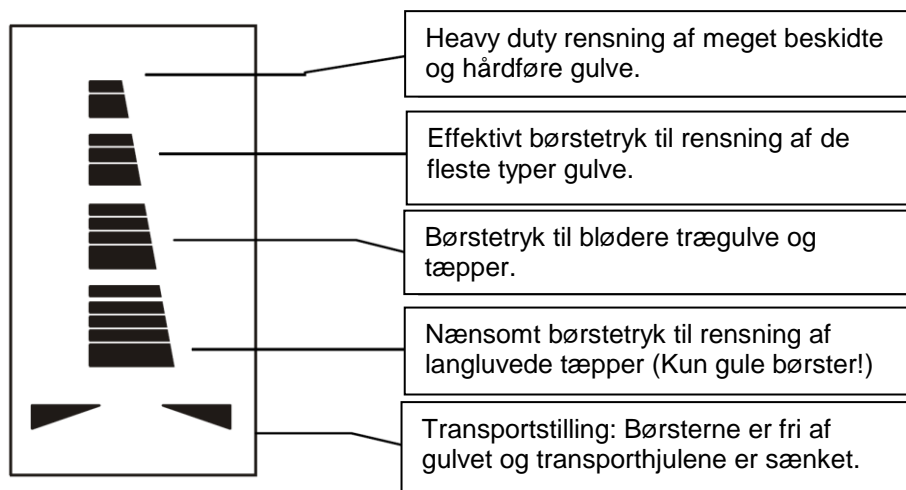 Heavy duty rensning af meget beskidte
og hårdføre gulve.
Effektivt børstetryk til rensning af de
fleste typer gulve.
Børstetryk til blødere trægulve og
tæpper.
Nænsomt børstetryk til rensning af
langluvede tæpper (Kun gule børster!)
Transportstilling: Børsterne er fri af
gulvet og transporthjulene er sænket.